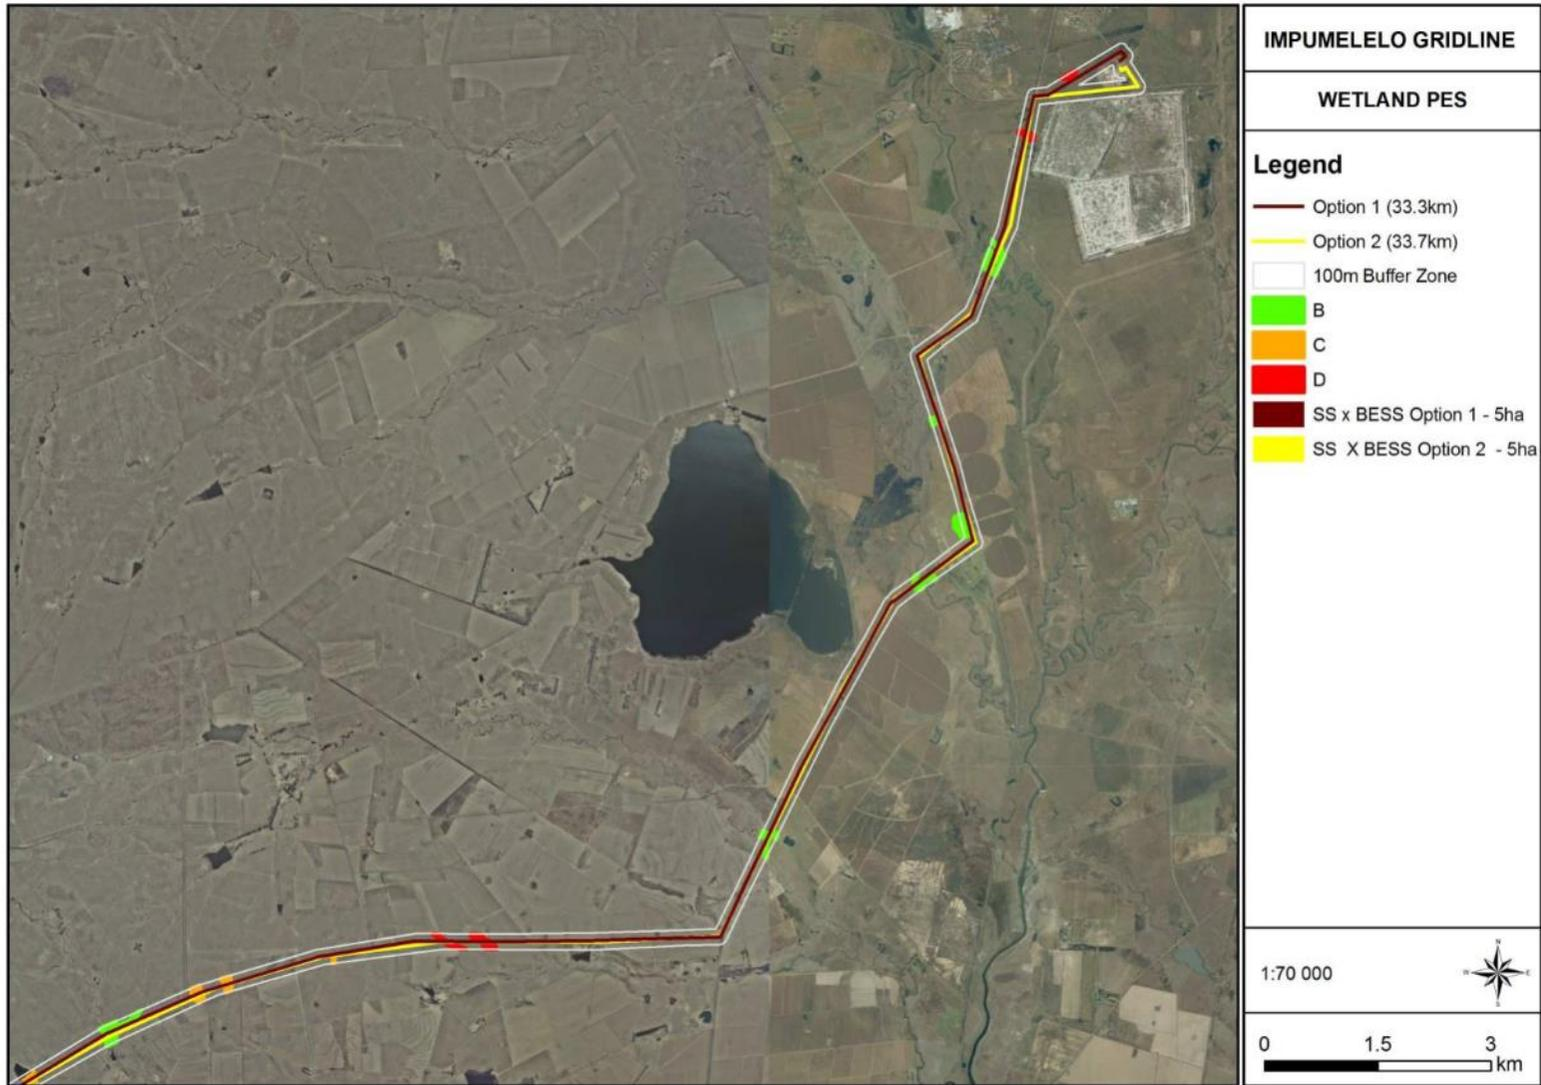 IMPUMELELO GRIDLINE
WETLAND PES
Legend
Option 1 (33.3km)
Option 2 (33.7km)
100m Buffer Zone
B
C
D
SS x BESS Option 1 - 5ha
SS X BESS Option 2 - 5ha
1:70 000
N
W E
S
0 1.5 3
km